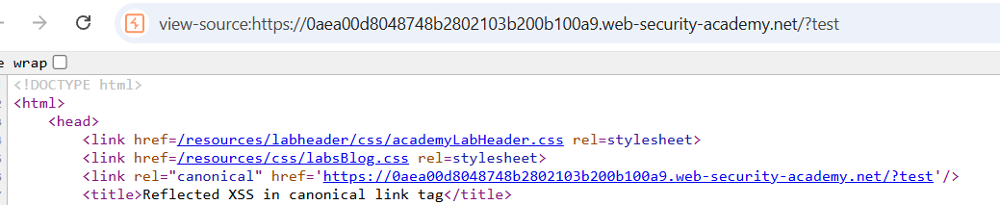 view-source:https://0aea00d8048748b2802103b200b100a9.web-security-academy.net/?test
e wrap
<!DOCTYPE html>
<html>
<head>
<link href=/resources/labheader/css/academyLabHeader.css rel=stylesheet>
<link href=/resources/css/labsBlog.css rel=stylesheet>
<link rel="canonical" href='https://0aea00d8048748b2802103b200b100a9.web-security-academy.net/?test'/>
<title>Reflected XSS in canonical link tag</title>